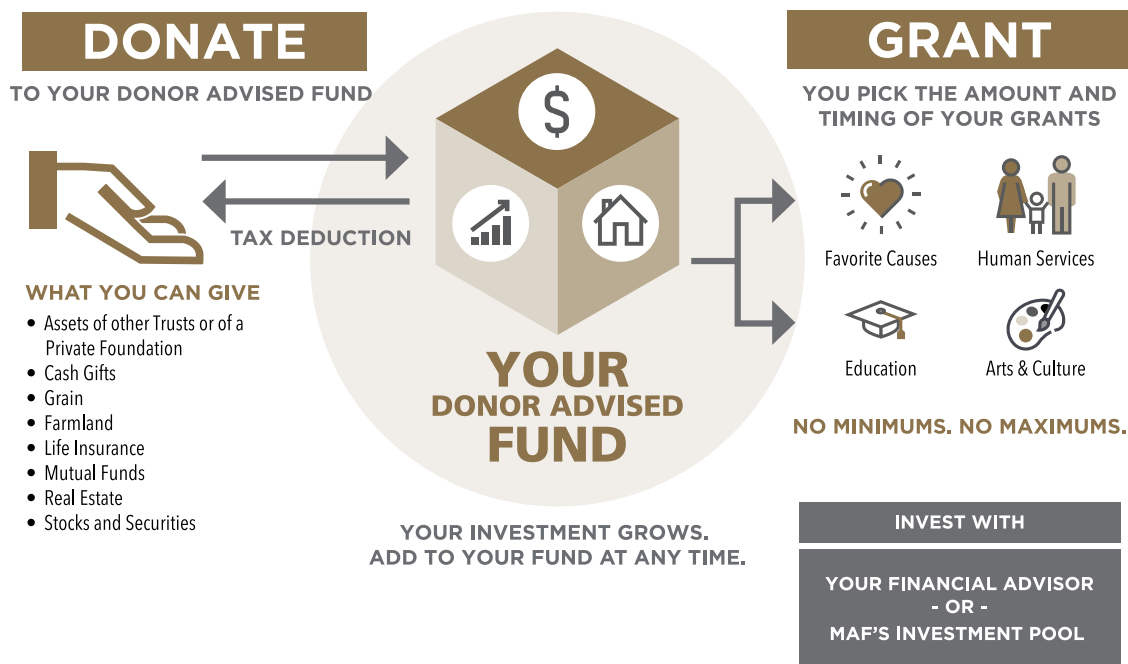 DONATE
TO YOUR DONOR ADVISED FUND
TAX DEDUCTION
WHAT YOU CAN GIVE
• Assets of other Trusts or of a
Private Foundation
• Cash Gifts
• Grain
• Farmland
• Life Insurance
• Mutual Funds
• Real Estate
• Stocks and Securities
$
YOUR
DONOR ADVISED
FUND
YOUR INVESTMENT GROWS.
ADD TO YOUR FUND AT ANY TIME.
GRANT
YOU PICK THE AMOUNT AND
TIMING OF YOUR GRANTS
Favorite Causes
Human Services
Education
Arts & Culture
NO MINIMUMS. NO MAXIMUMS.
INVEST WITH
YOUR FINANCIAL ADVISOR
- OR -
MAF'S INVESTMENT POOL